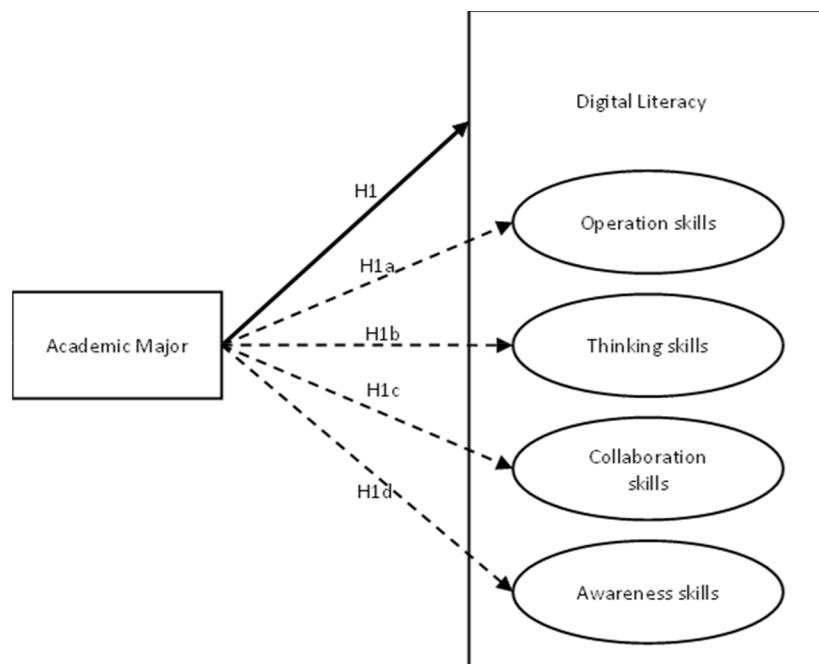 Digital Literacy
H1
Operation skills
H1a
Academic Major
H1b
Thinking skills
H1c
Collaboration
skills
H1d
Awareness skills